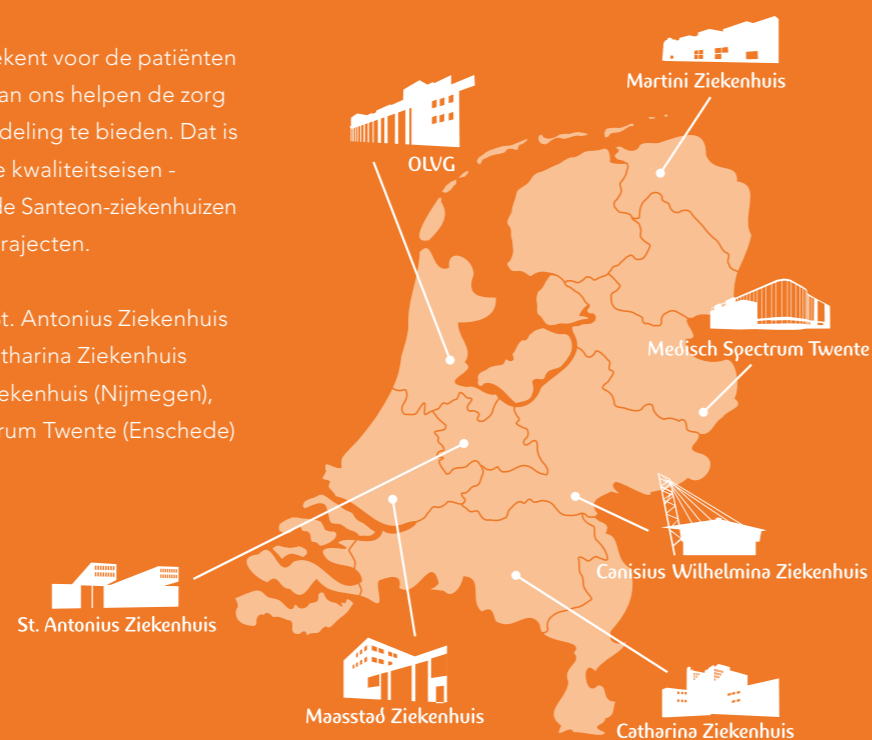 ekent voor de patiënten
an ons helpen de zorg
deling te bieden. Dat is
e kwaliteitseisen -
de Santeon-ziekenhuizen
rajecten.
t. Antonius Ziekenhuis
tharina Ziekenhuis
ekenhuis (Nijmegen),
rum Twente (Enschede)
Martini Ziekenhuis
OLVG
Medisch Spectrum Twente
Canisius Wilhelmina Ziekenhuis
St. Antonius Ziekenhuis
Maasstad Ziekenhuis
Catharina Ziekenhuis